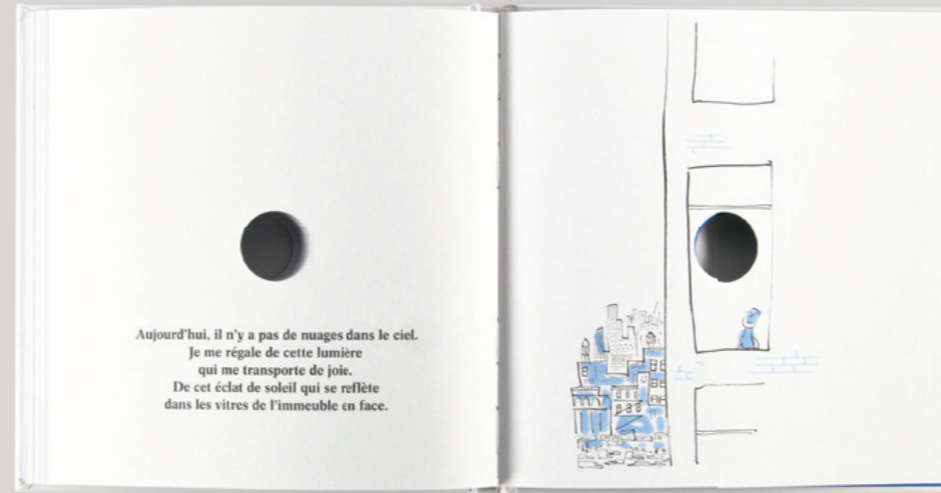 Aujourd'hui, il n'y a pas de nuages dans le ciel.
Je me régale de cette lumière
qui me transporte de joie.
De cet éclat de soleil qui se reflète
dans les vitres de l'immeuble en face.